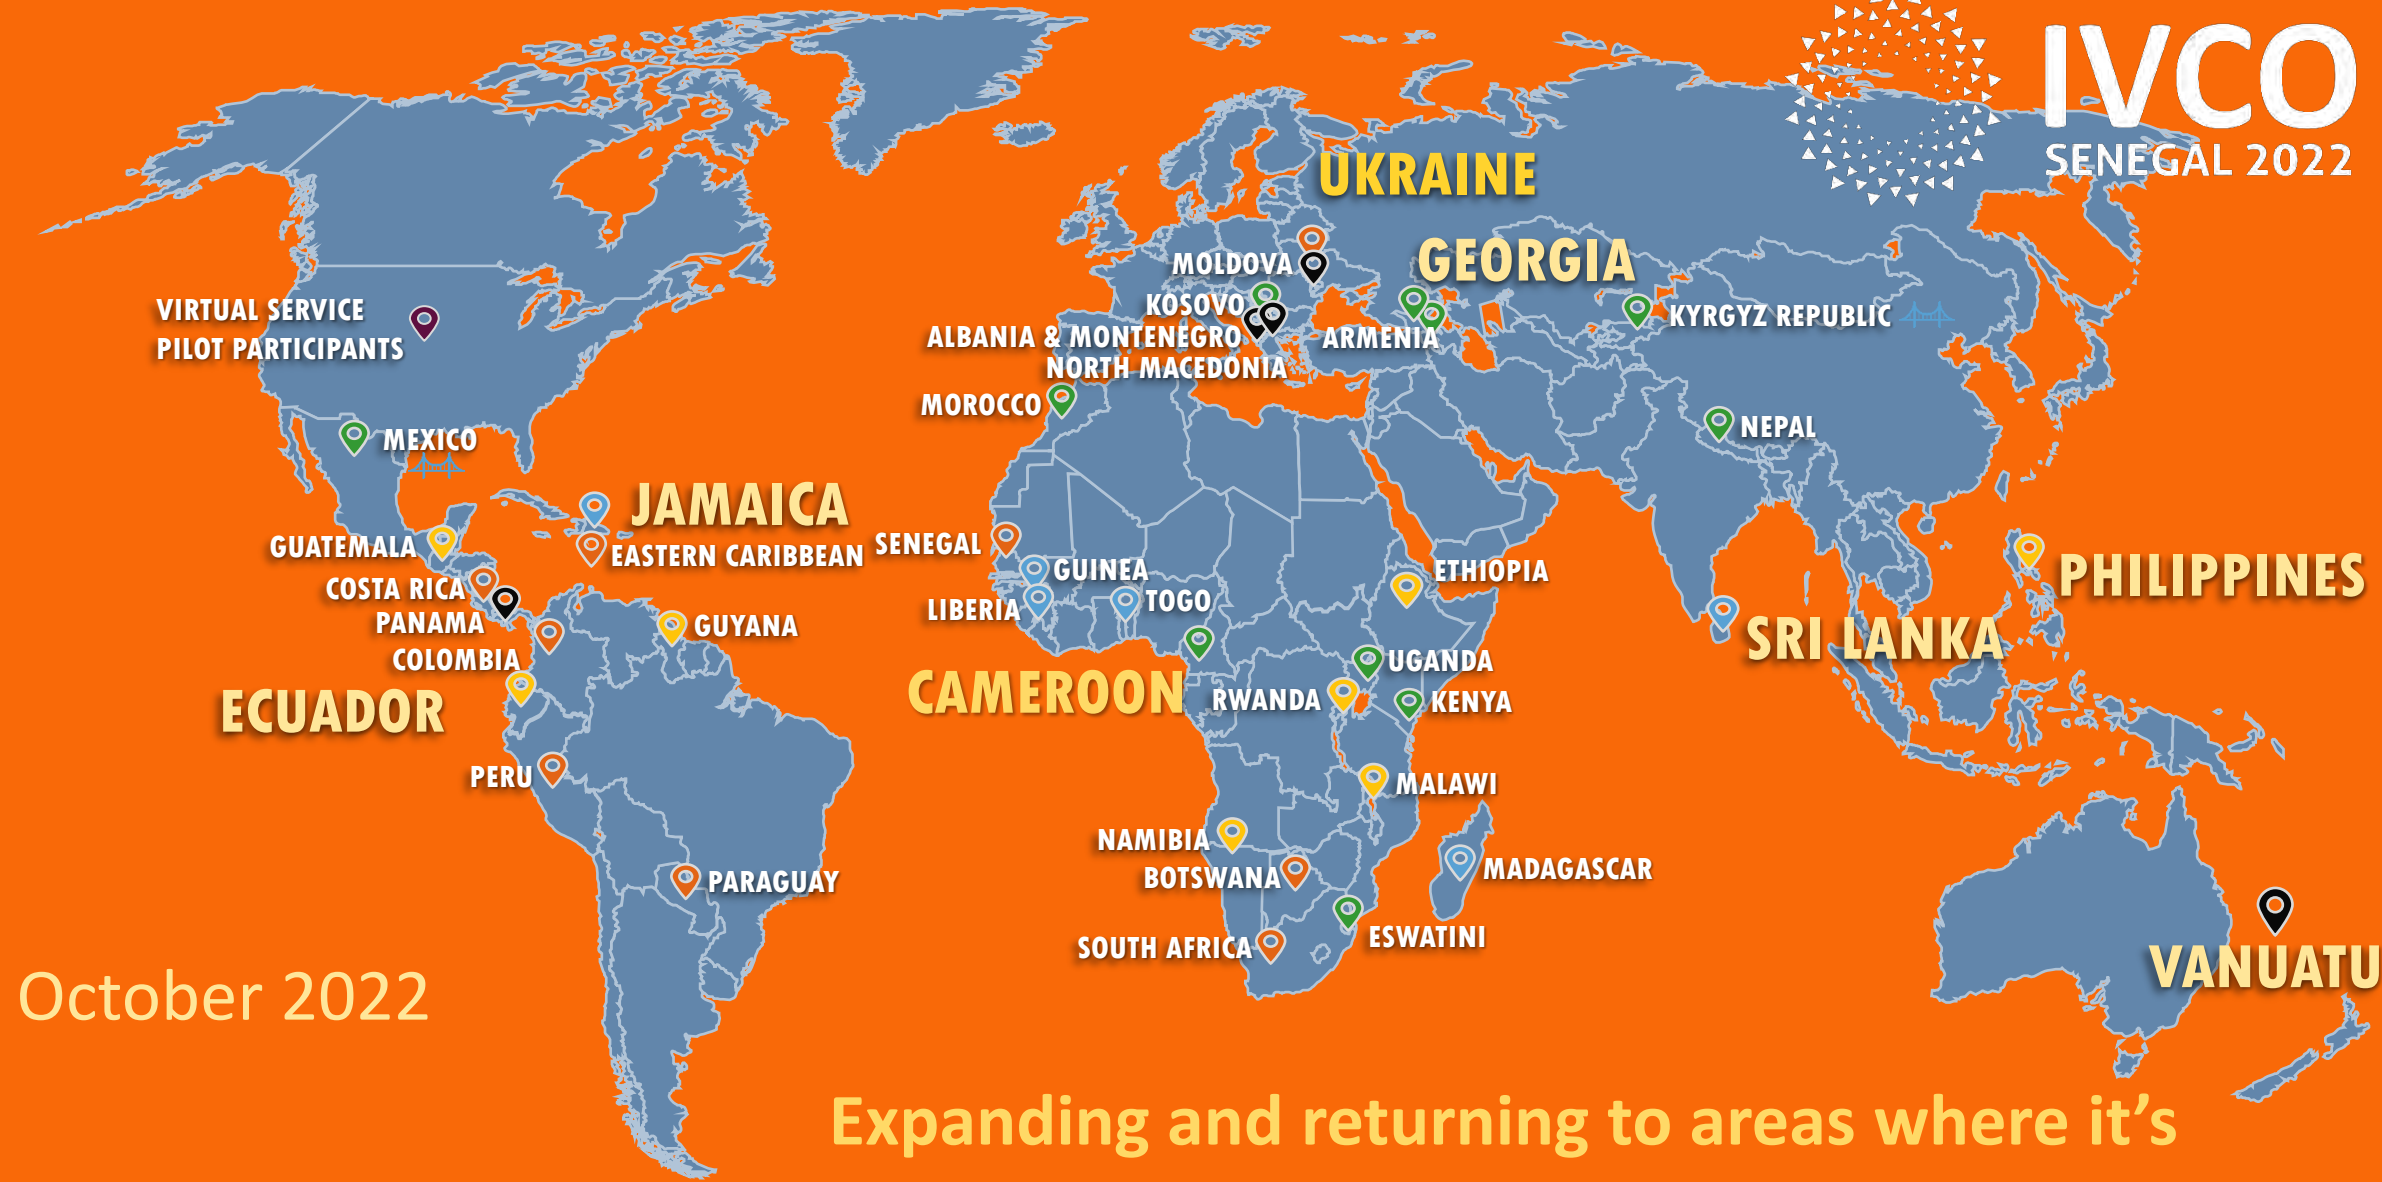 IVCO
SENEGAL 2022
UKRAINE
GEORGIA
MOLDOVA
KOSOVO
VIRTUAL SERVICE
PILOT PARTICIPANTS
ALBANIA & MONTENEGRO
ARMENIA
KYRGYZ REPUBLIC
NORTH MACEDONIA
MOROCCO
MEXICO
NEPAL
JAMAICA
GUATEMALA
EASTERN CARIBBEAN
SENEGAL
GUINEA
ETHIOPIA
PHILIPPINES
COSTA RICA
LIBERIA
TOGO
PANAMA
GUYANA
SRI LANKA
COLOMBIA
UGANDA
ECUADOR
CAMEROON
RWANDA
KENYA
PERU
MALAWI
NAMIBIA
BOTSWANA
MADAGASCAR
PARAGUAY
SOUTH AFRICA
ESWATINI
VANUATU
October 2022
Expanding and returning to areas where it’s